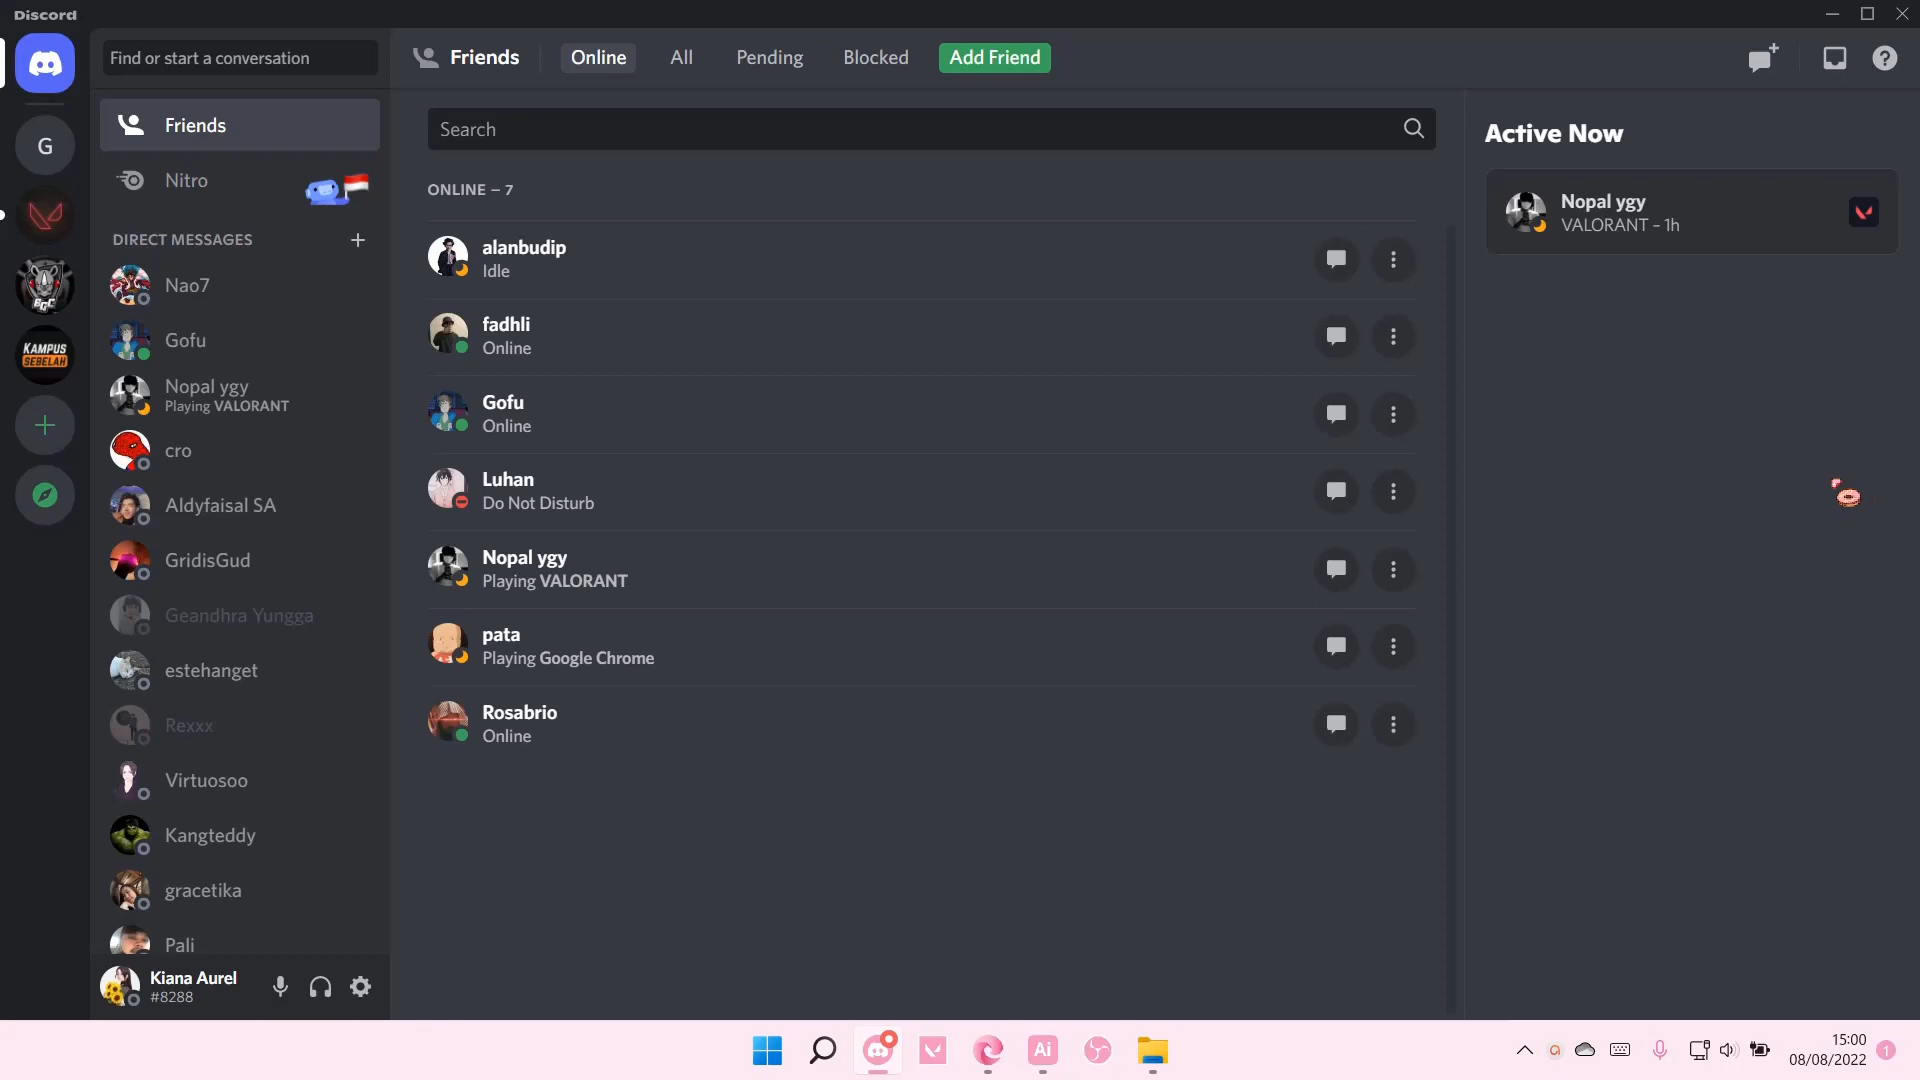 Discord
Find or start a conversation
Friends
Online
All
Pending
Blocked
Add Friend
G
KAMPUS
SEBELAH
Friends
Nitro
DIRECT MESSAGES
Nao7
Gofu
Nopal ygy
Playing VALORANT
cro
Aldyfaisal SA
GridisGud
Geandhra Yungga
estehanget
Rexxx
Virtuosoo
Kangteddy
gracetika
Pali
Kiana Aurel
#8288
Search
ONLINE – 7
alanbudip
Idle
fadhli
Online
Gofu
Online
Luhan
Do Not Disturb
Nopal ygy
Playing VALORANT
pata
Playing Google Chrome
Rosabrio
Online
Active Now
Nopal ygy
VALORANT – 1h
Ai
15:00
08/08/2022
1